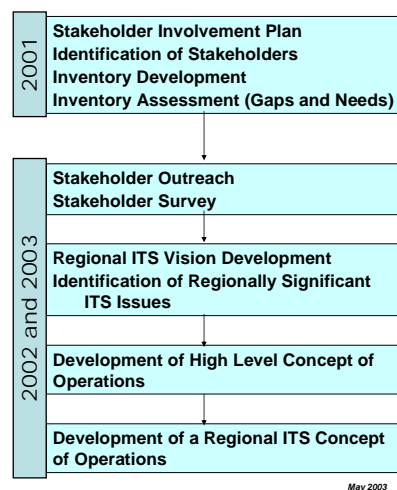 2001
Stakeholder Involvement Plan
Identification of Stakeholders
Inventory Development
Inventory Assessment (Gaps and Needs)
2002 and 2003
Stakeholder Outreach
Stakeholder Survey
Regional ITS Vision Development
Identification of Regionally Significant
ITS Issues
Development of High Level Concept of
Operations
Development of a Regional ITS Concept
of Operations
May 2003